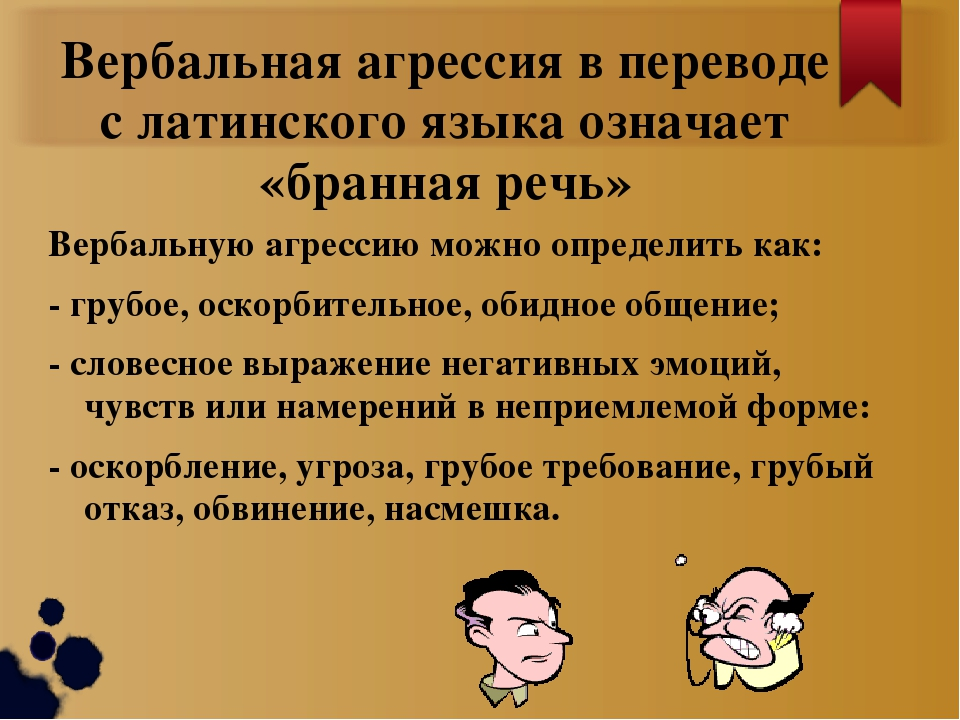 Вербальная агрессия в переводе
с латинского языка означает
«бранная речь»
Вербальную агрессию можно определить как:
- грубое, оскорбительное, обидное общение;
- словесное выражение негативных эмоций,
чувств или намерений в неприемлемой форме:
- оскорбление, угроза, грубое требование, грубый
отказ, обвинение, насмешка.